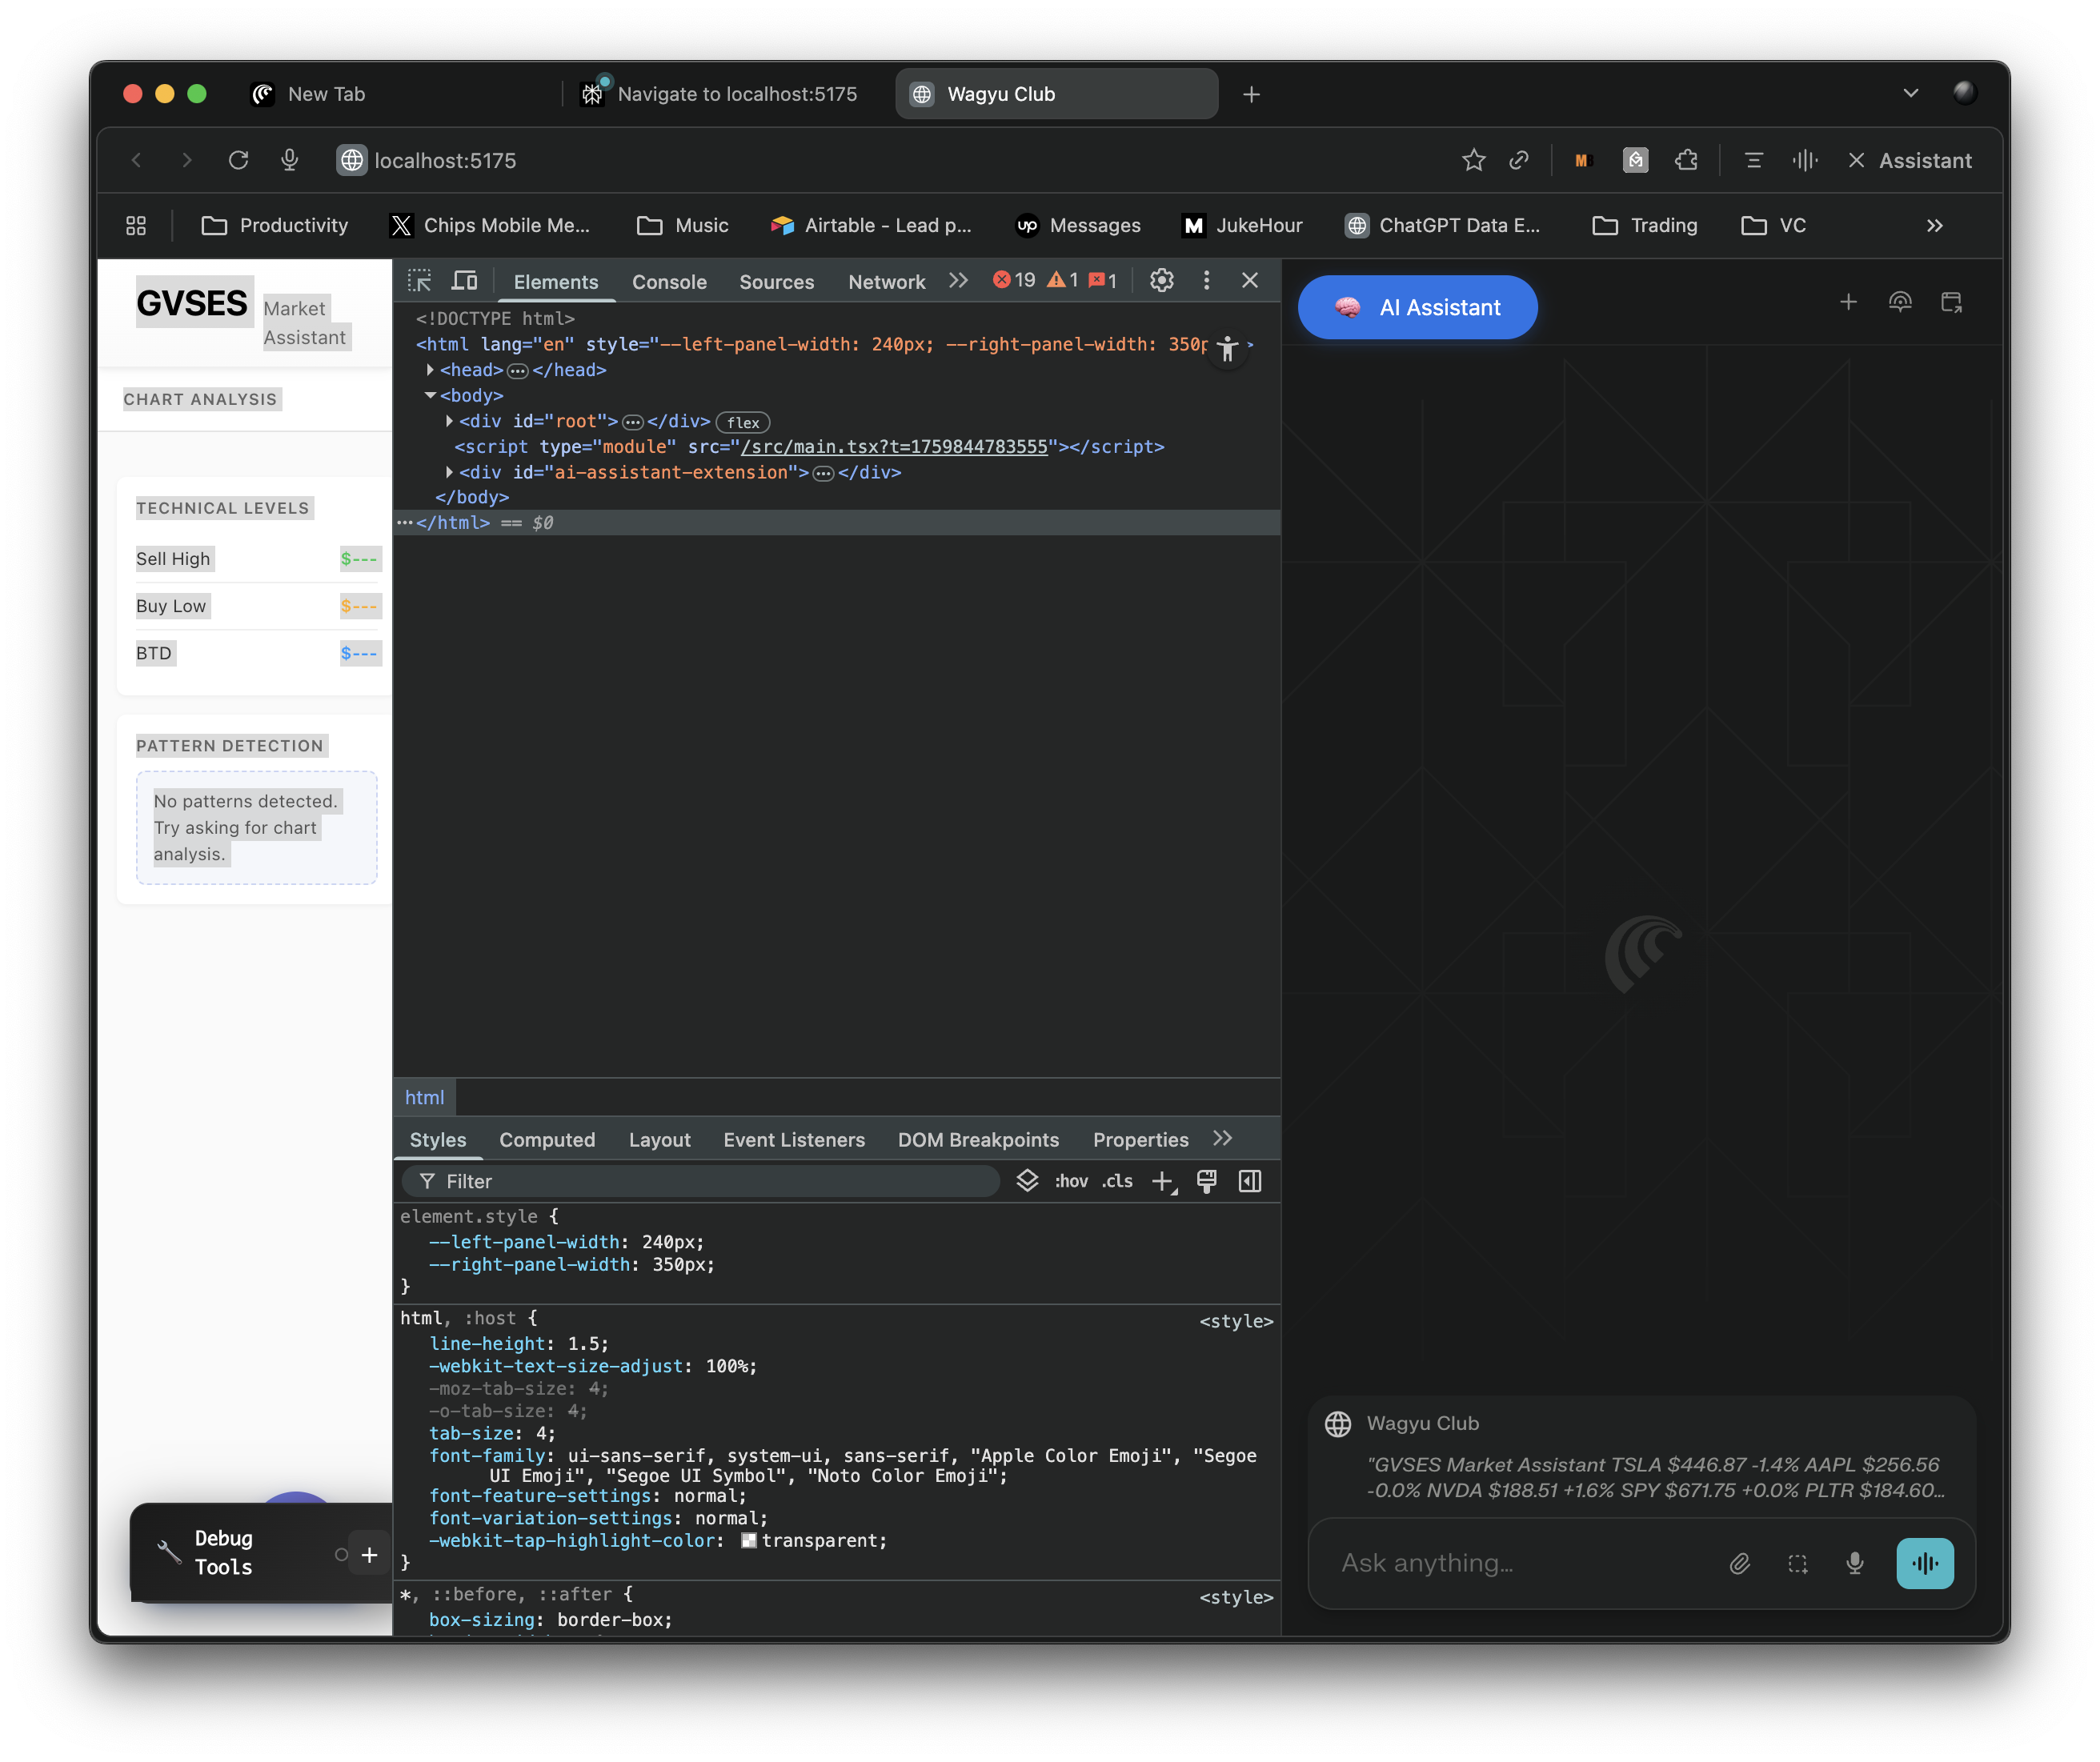 New Tab
Navigate to localhost:5175
Wagyu Club
localhost:5175
Assistant
Productivity
Chips Mobile Me...
Music
Airtable - Lead p...
up Messages
M JukeHour
ChatGPT Data E...
Trading
VC
GVSES Market Assistant
CHART ANALYSIS
TECHNICAL LEVELS
Sell High $---
Buy Low $---
BTD $---
PATTERN DETECTION
No patterns detected.
Try asking for chart
analysis.
Debug
Tools
Elements Console Sources Network 19 1 1
<!DOCTYPE html>
<html lang="en" style="--left-panel-width: 240px; --right-panel-width: 350p >
<head>…</head>
<body>
<div id="root">…</div> flex
<script type="module" src="/src/main.tsx?t=1759844783555"></script>
<div id="ai-assistant-extension">…</div>
</body>
…</html> == $0
html
Styles Computed Layout Event Listeners DOM Breakpoints Properties
Filter :hov .cls
element.style {
--left-panel-width: 240px;
--right-panel-width: 350px;
}
html, :host { <style>
line-height: 1.5;
-webkit-text-size-adjust: 100%;
-moz-tab-size: 4;
-o-tab-size: 4;
tab-size: 4;
font-family: ui-sans-serif, system-ui, sans-serif, "Apple Color Emoji", "Segoe
UI Emoji", "Segoe UI Symbol", "Noto Color Emoji";
font-feature-settings: normal;
font-variation-settings: normal;
-webkit-tap-highlight-color: transparent;
}
*, ::before, ::after { <style>
box-sizing: border-box;
AI Assistant
Wagyu Club
"GVSES Market Assistant TSLA $446.87 -1.4% AAPL $256.56
-0.0% NVDA $188.51 +1.6% SPY $671.75 +0.0% PLTR $184.60...
Ask anything...